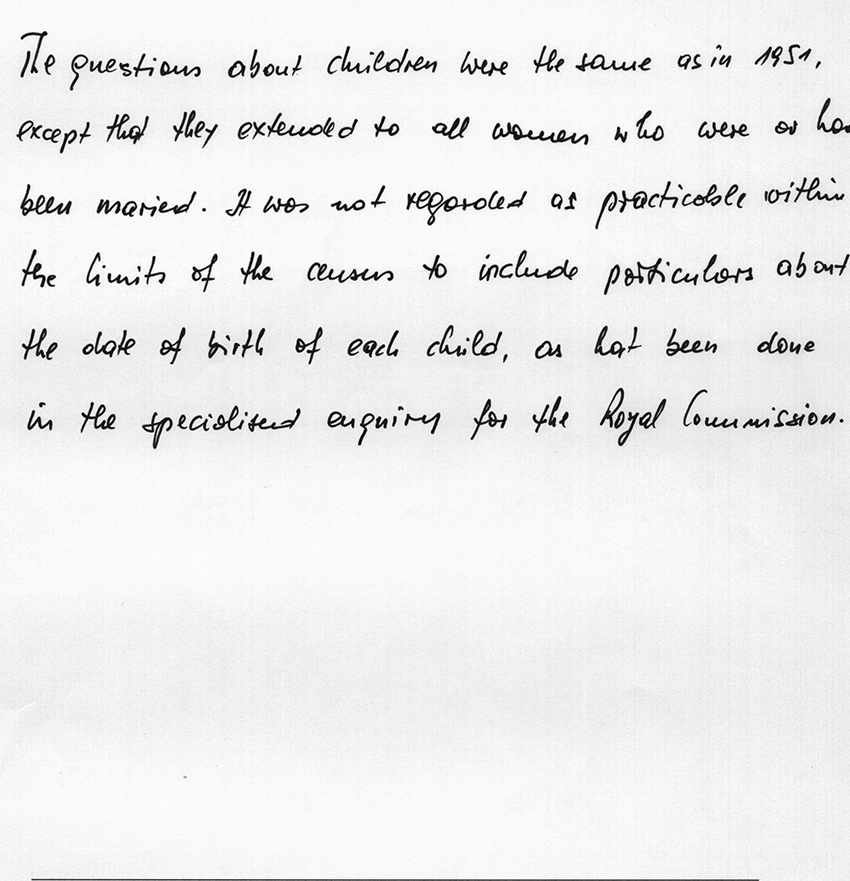 The questions about children were the same as in 1951,
except that they extended to all women who were or had
been maried. It was not regarded as practicable within
the limits of the census to include particulars about
the date of birth of each child, as hat been done
in the specialised enquiry for the Royal Commission.